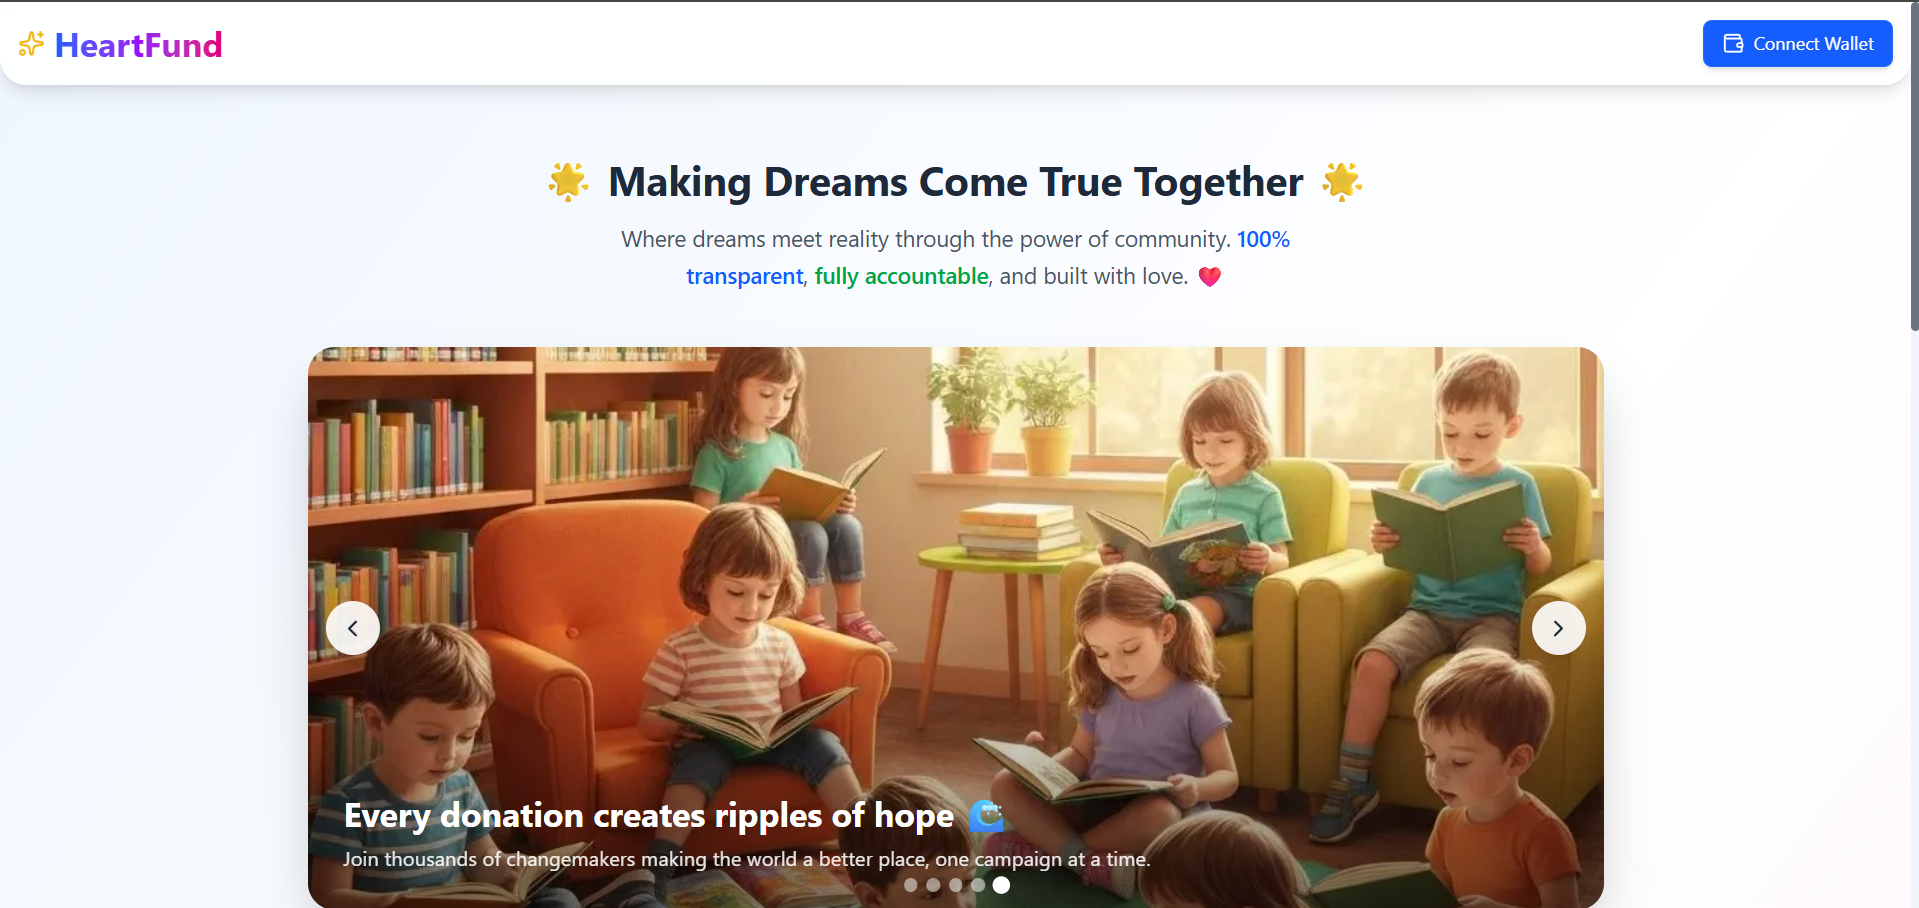 HeartFund
Connect Wallet
🌟 Making Dreams Come True Together 🌟
Where dreams meet reality through the power of community. 100%
transparent, fully accountable, and built with love. 💖
Every donation creates ripples of hope 🌊
Join thousands of changemakers making the world a better place, one campaign at a time.